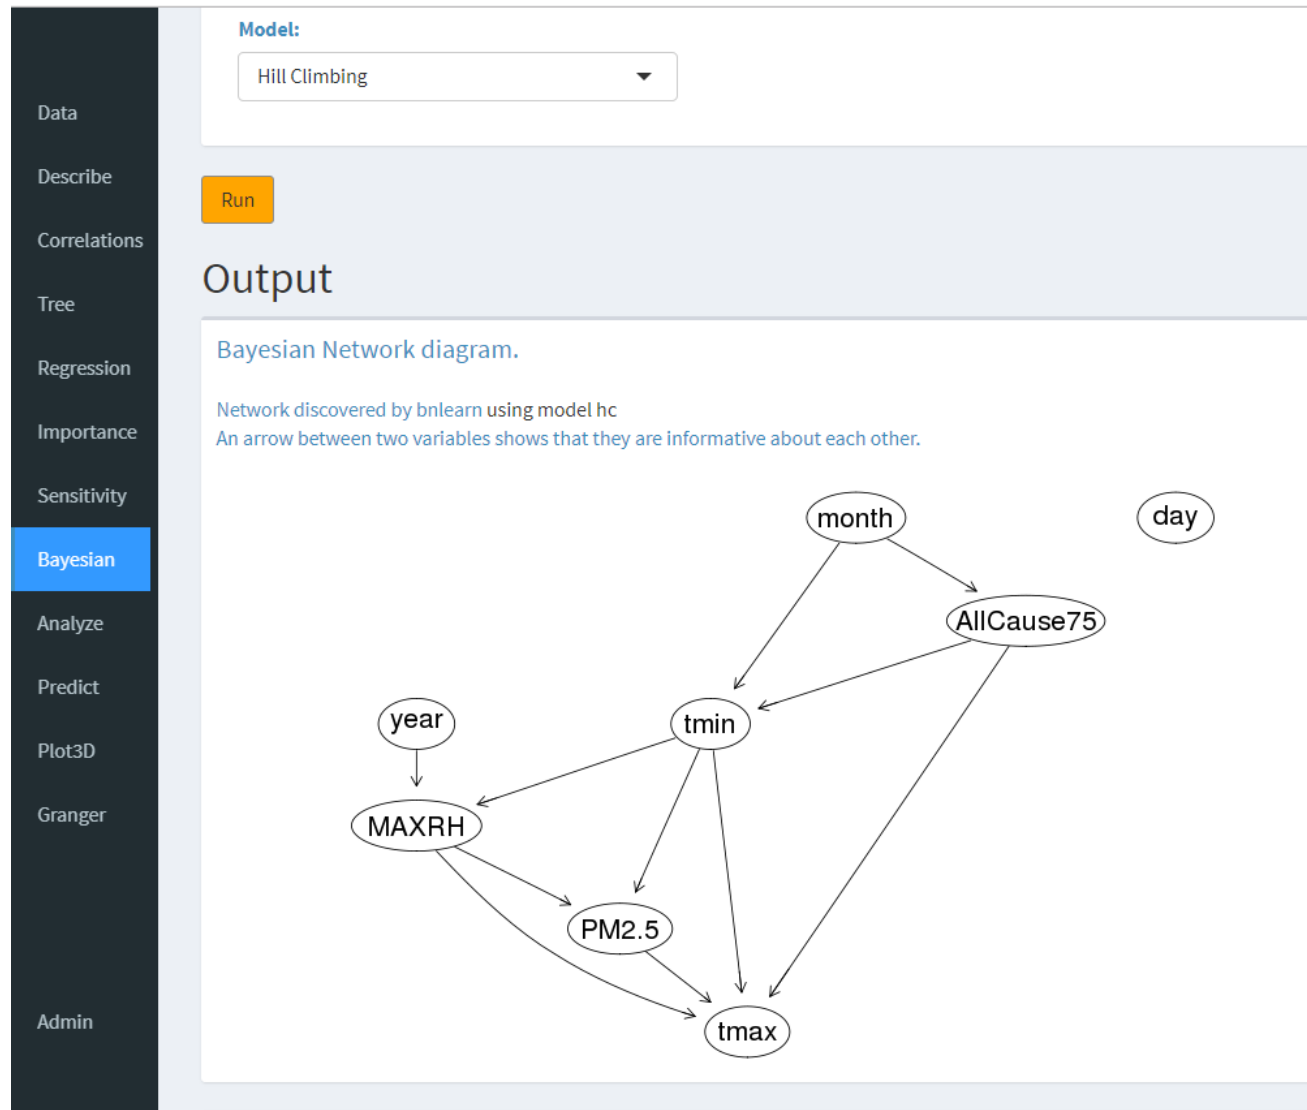 Model:
Hill Climbing
Data
Describe
Correlations
Tree
Regression
Importance
Sensitivity
Bayesian
Analyze
Predict
Plot3D
Granger
Admin
Run
Output
Bayesian Network diagram.
Network discovered by bnlearn using model hc
An arrow between two variables shows that they are informative about each other.
month
day
AllCause75
year
tmin
MAXRH
PM2.5
tmax